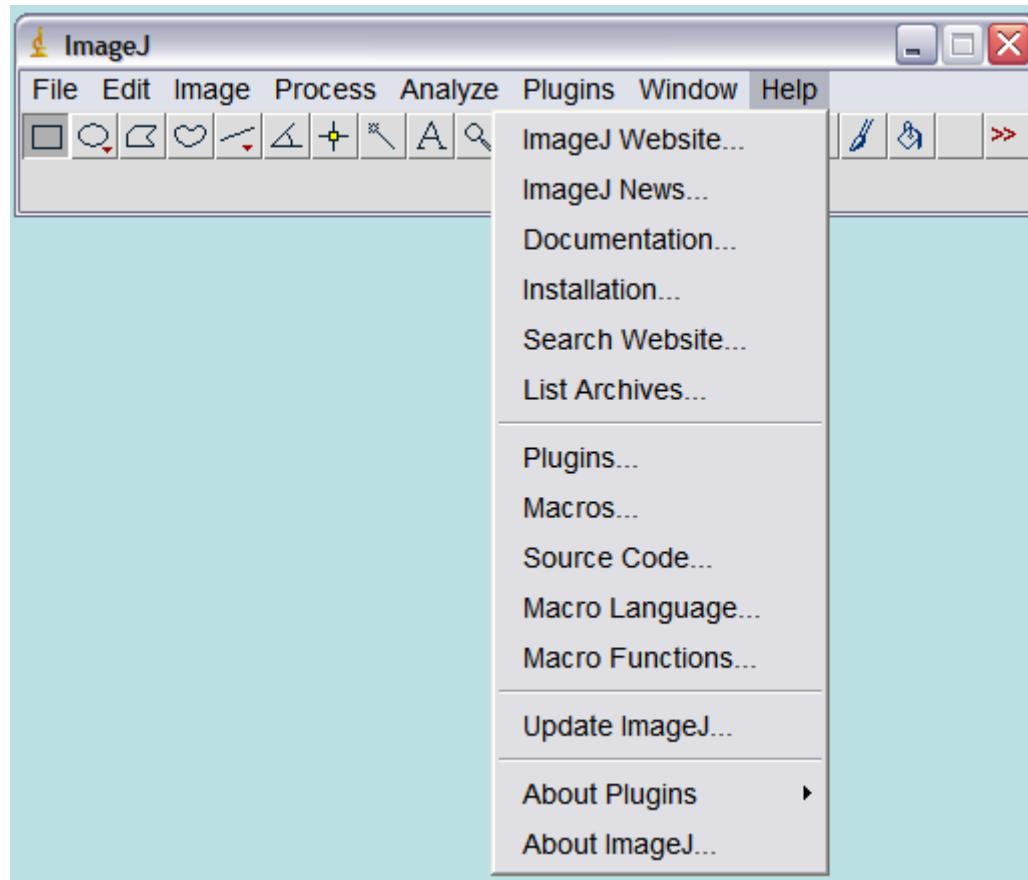 ImageJ
File Edit Image Process Analyze Plugins Window Help
A >>
ImageJ Website...
ImageJ News...
Documentation...
Installation...
Search Website...
List Archives...
Plugins...
Macros...
Source Code...
Macro Language...
Macro Functions...
Update ImageJ...
About Plugins
About ImageJ...